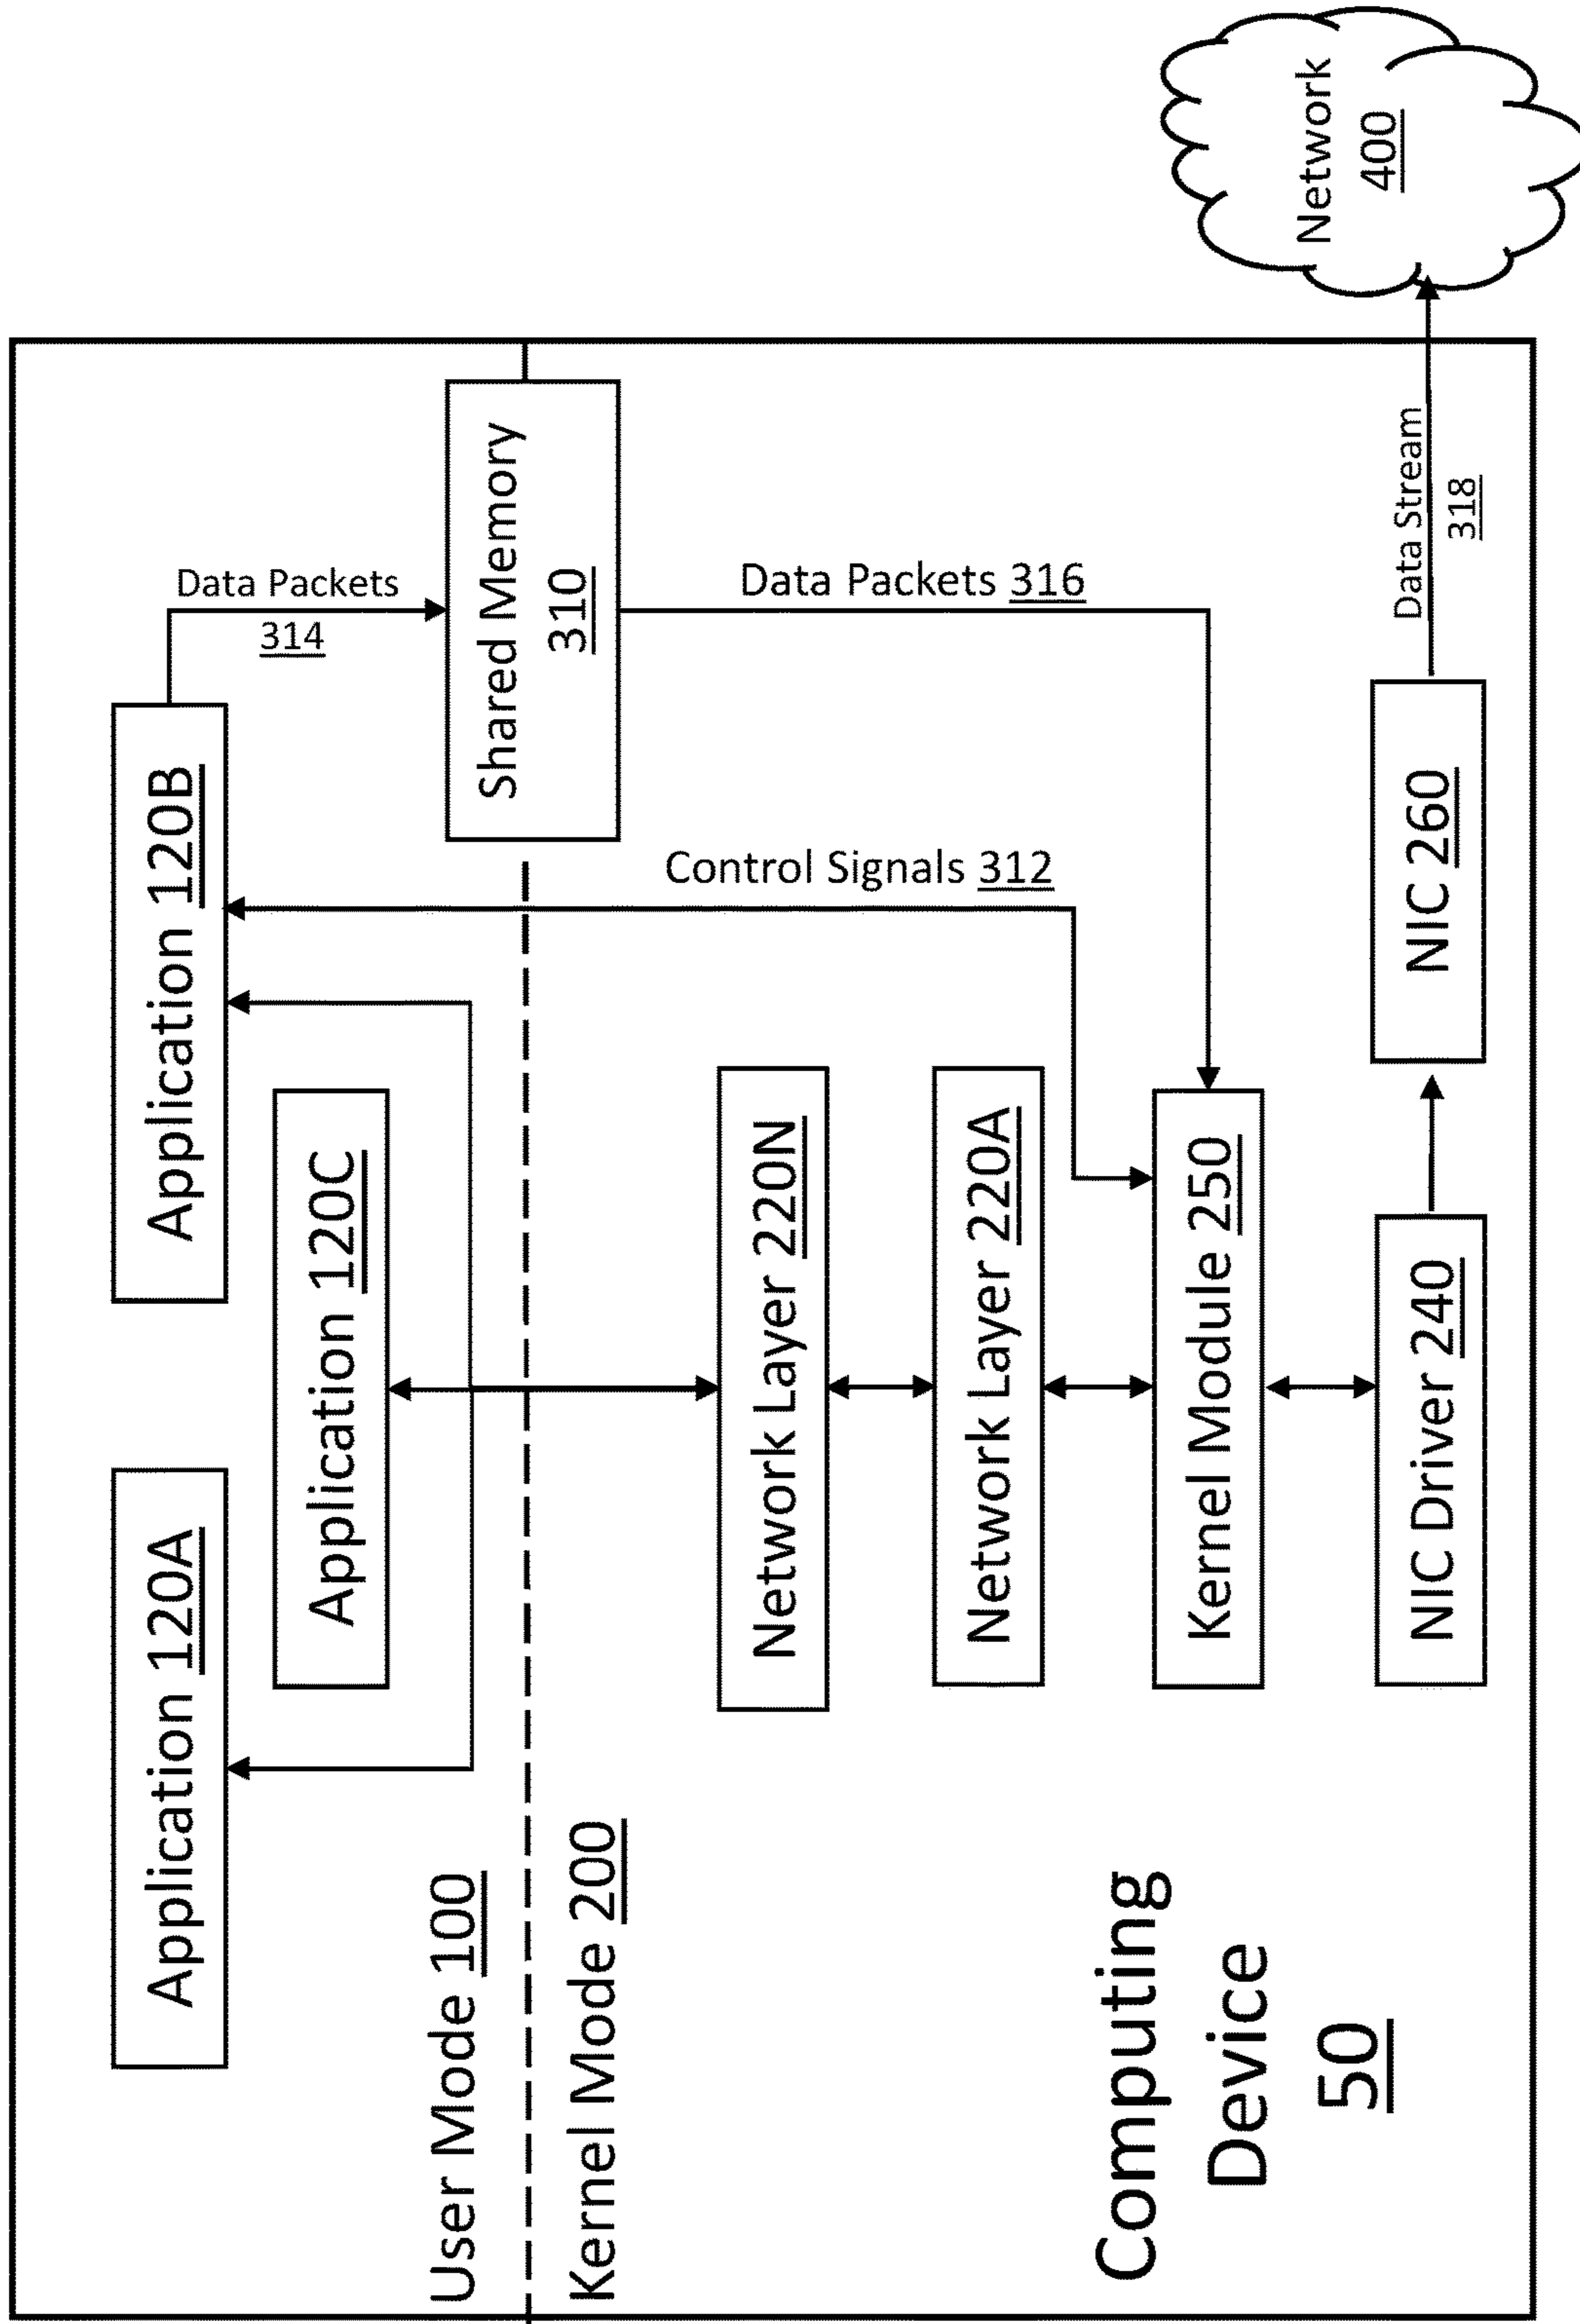 Application 120A
Application 120B
Application 120C
Data Packets
314
User Mode 100
Shared Memory
310
Kernel Mode 200
Control Signals 312
Data Packets 316
Network Layer 220N
Network Layer 220A
Kernel Module 250
Computing
Device
50
NIC Driver 240
NIC 260
Data Stream
318
Network
400